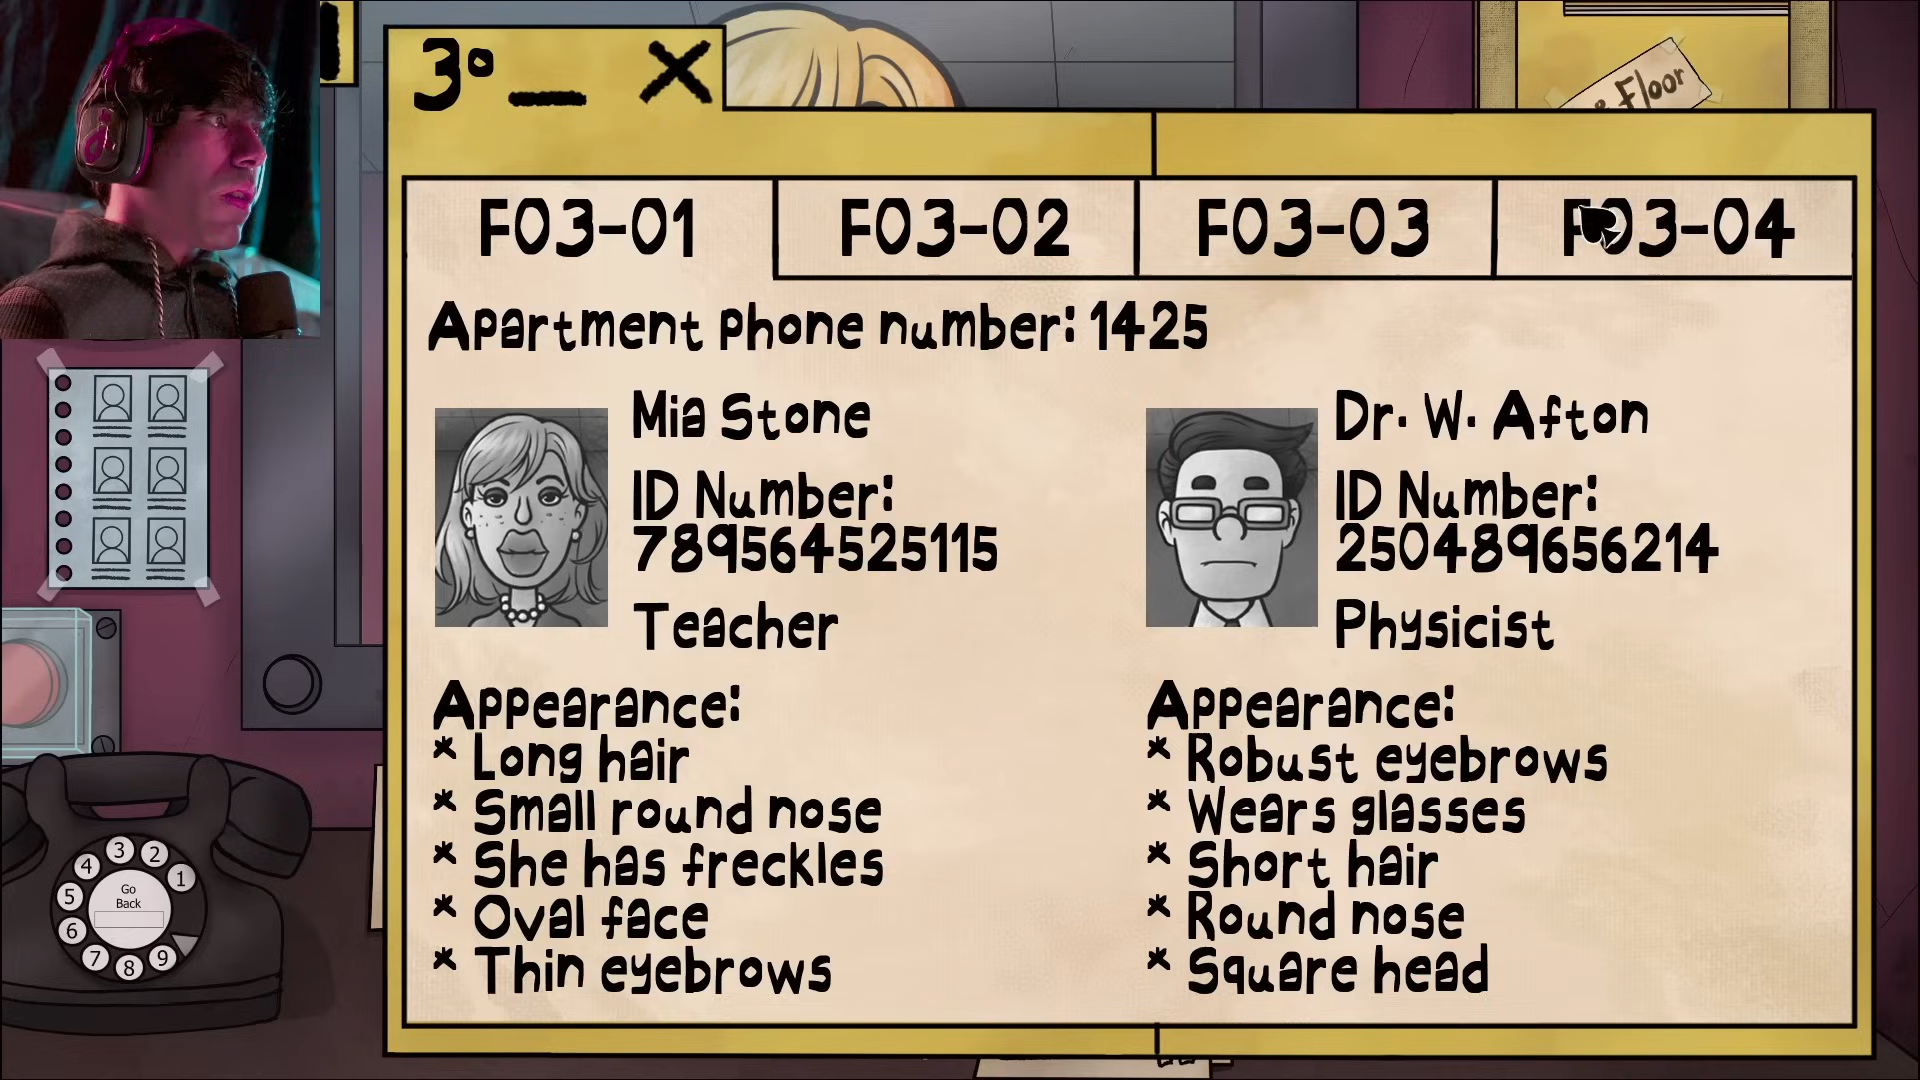 3º _ X
Floor
F03-01 F03-02 F03-03 F03-04
Apartment phone number: 1425
Mia Stone
ID Number:
789564525115
Teacher
Appearance:
* Long hair
* Small round nose
* She has freckles
* Oval face
* Thin eyebrows
Dr. W. Afton
ID Number:
250489656214
Physicist
Appearance:
* Robust eyebrows
* Wears glasses
* Short hair
* Round nose
* Square head
1
2
3
4
5
6
7
8
9
Go
Back